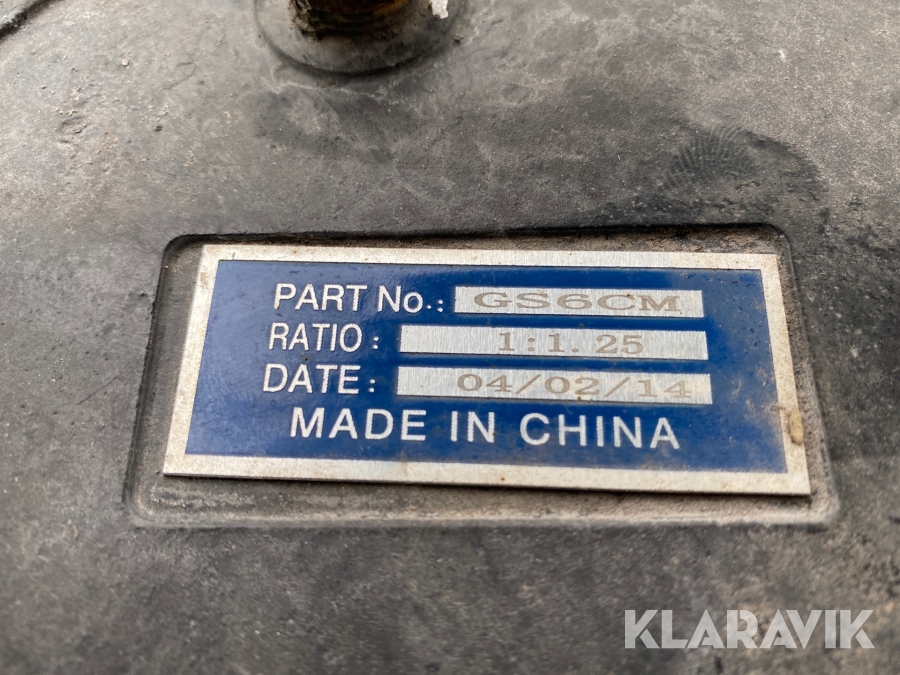 PART No.: GS6CM
RATIO: 1:1.25
DATE: 04/02/14
MADE IN CHINA
KLARAVIK